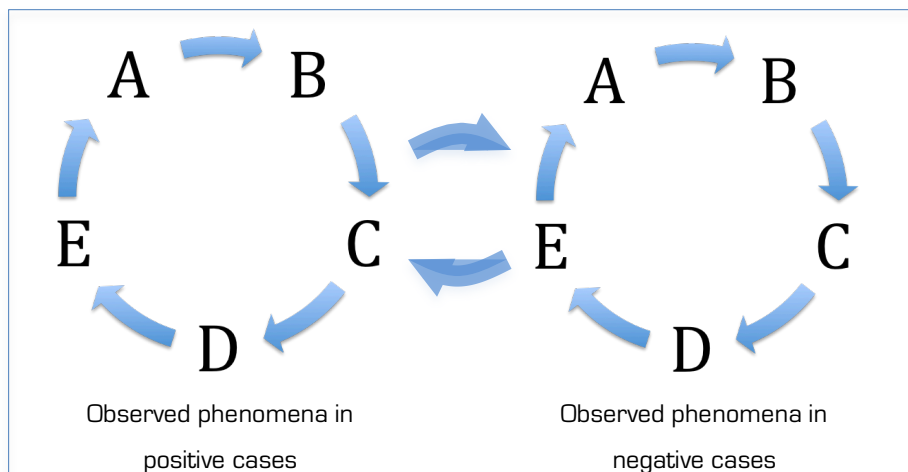 A B
E C
D
Observed phenomena in
positive cases
A B
E C
D
Observed phenomena in
negative cases